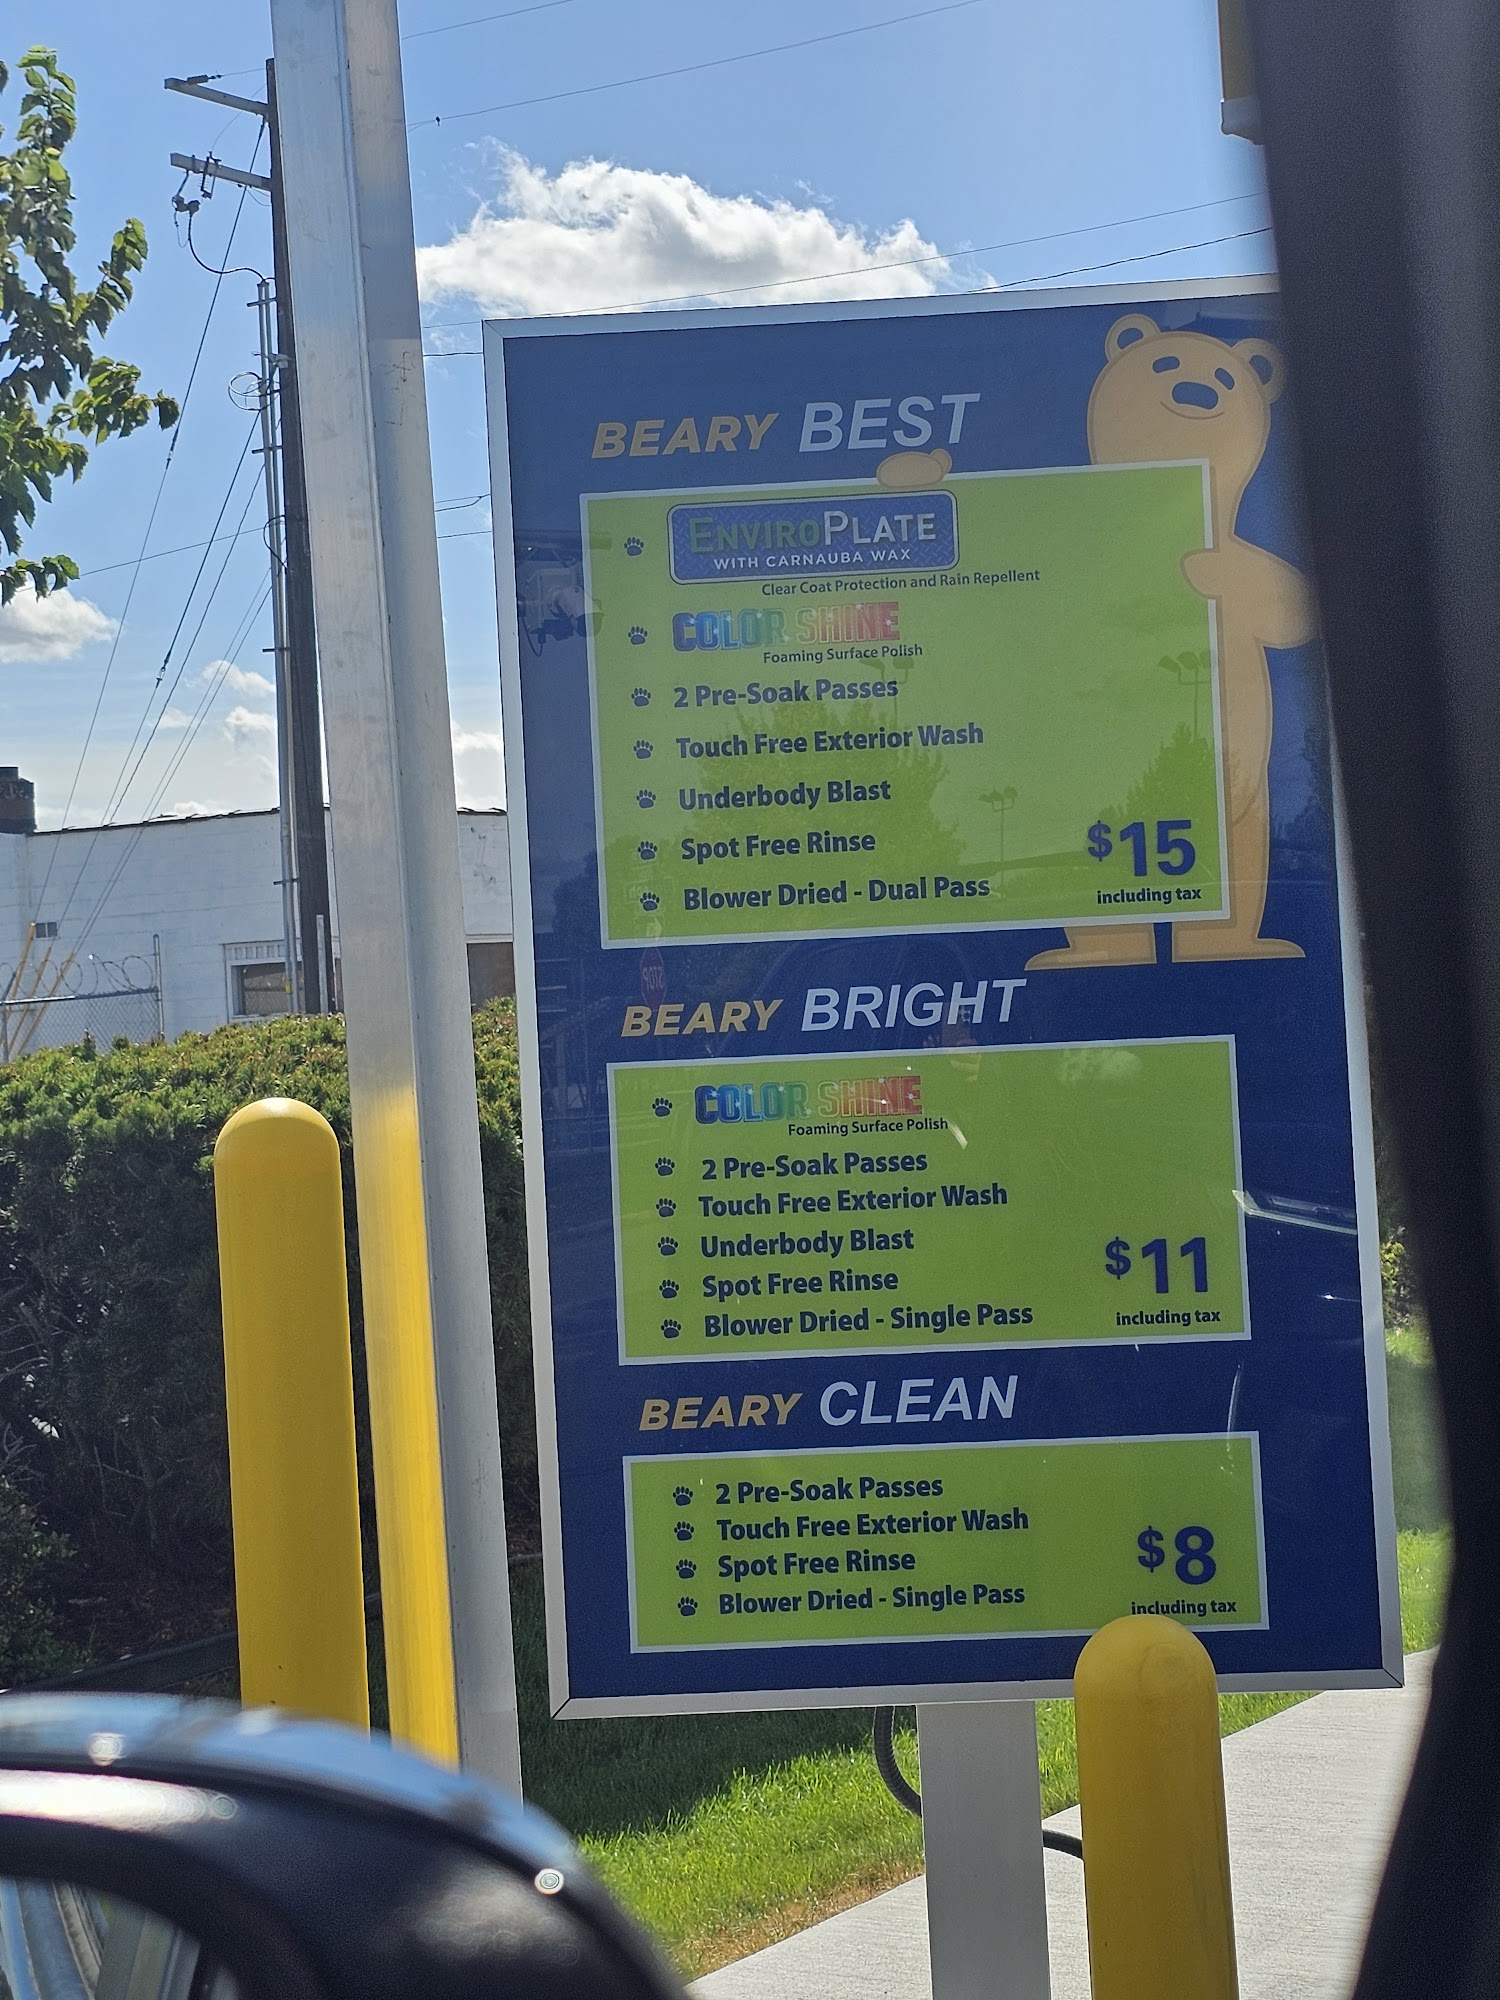 BEARY BEST
ENVIROPLATE
WITH CARNAUBA WAX
Clear Coat Protection and Rain Repellent
COLOR SHINE
Foaming Surface Polish
2 Pre-Soak Passes
Touch Free Exterior Wash
Underbody Blast
Spot Free Rinse
Blower Dried - Dual Pass
$15
including tax
BEARY BRIGHT
COLOR SHINE
Foaming Surface Polish
2 Pre-Soak Passes
Touch Free Exterior Wash
Underbody Blast
Spot Free Rinse
Blower Dried - Single Pass
$11
including tax
BEARY CLEAN
2 Pre-Soak Passes
Touch Free Exterior Wash
Spot Free Rinse
Blower Dried - Single Pass
$8
including tax
STOP